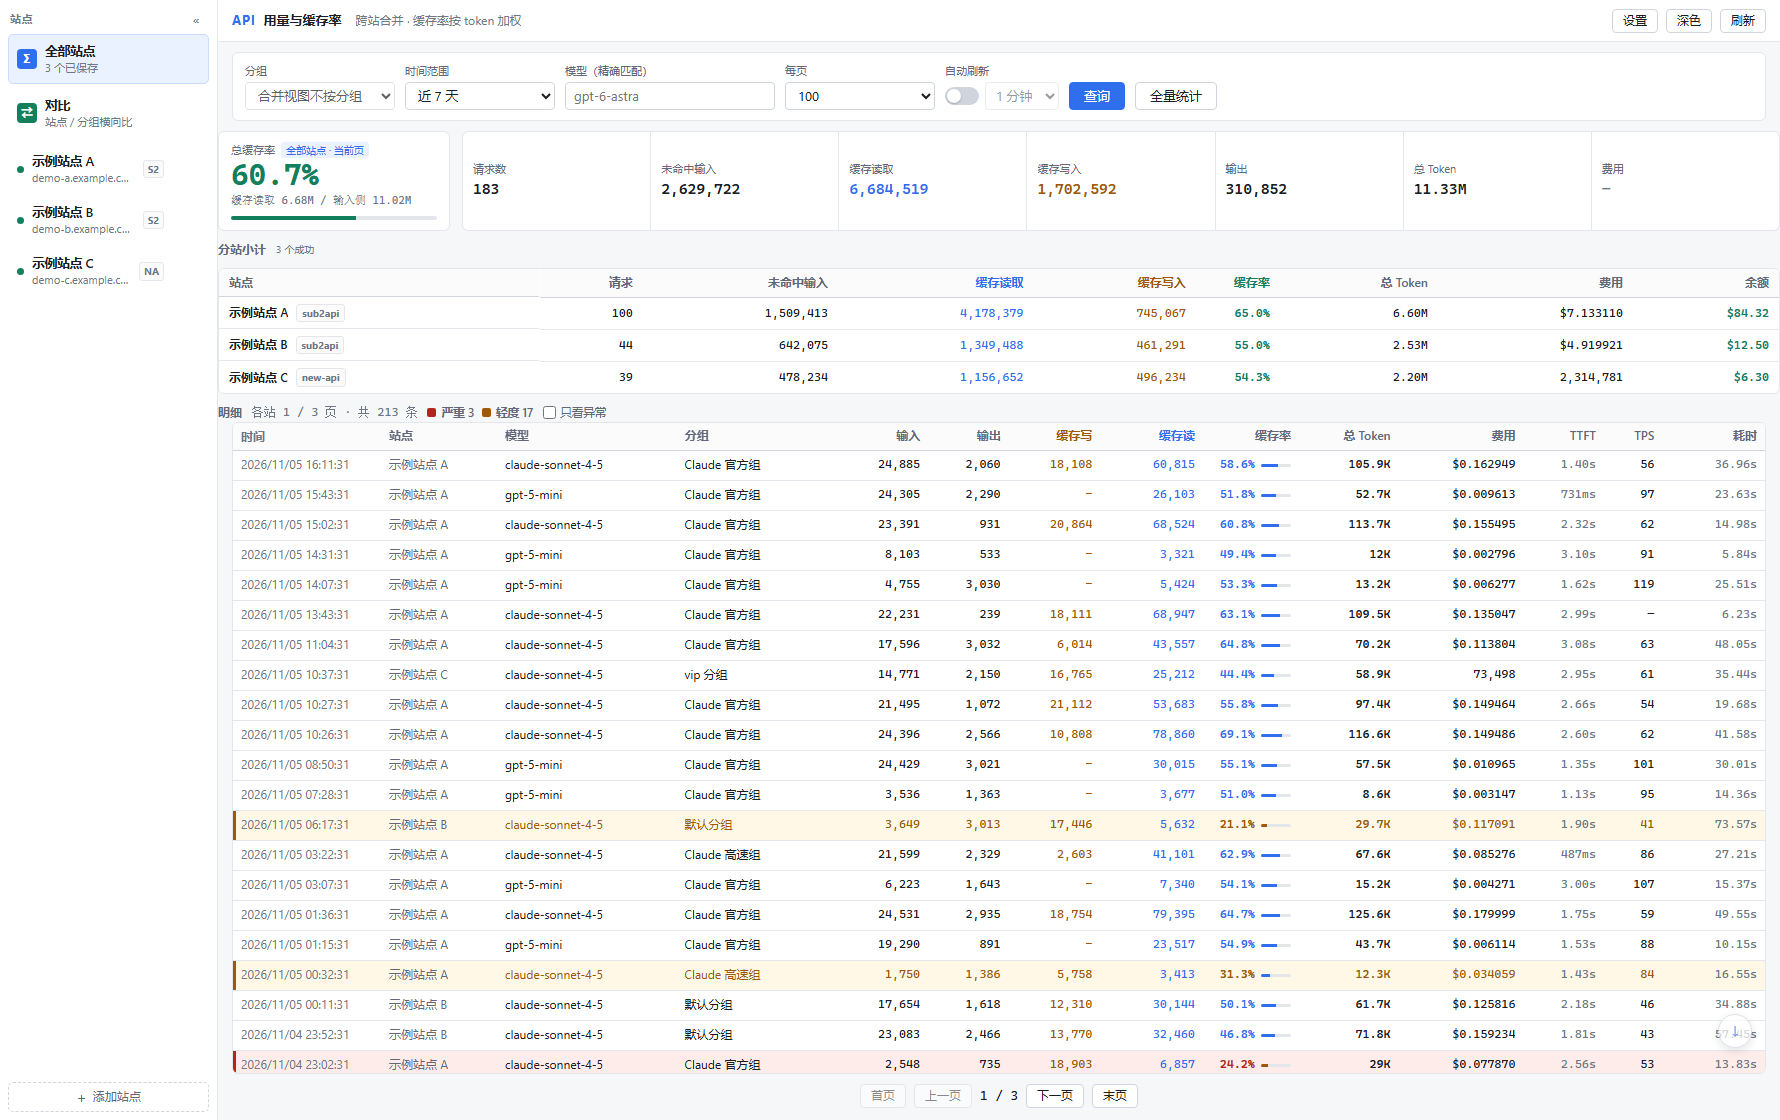 站点 «
Σ 全部站点
3 个已保存
⇄ 对比
站点 / 分组横向比
示例站点 A S2
demo-a.example.c...
示例站点 B S2
demo-b.example.c...
示例站点 C NA
demo-c.example.c...
+ 添加站点
API 用量与缓存率 跨站合并 · 缓存率按 token 加权 设置 深色 刷新
分组 时间范围 模型（精确匹配） 每页 自动刷新
合并视图不按分组 近 7 天 gpt-6-astra 100 1 分钟 查询 全量统计
总缓存率 全部站点 · 当前页
60.7%
缓存读取 6.68M / 输入侧 11.02M
请求数 未命中输入 缓存读取 缓存写入 输出 总 Token 费用
183 2,629,722 6,684,519 1,702,592 310,852 11.33M –
分站小计 3 个成功
站点 请求 未命中输入 缓存读取 缓存写入 缓存率 总 Token 费用 余额
示例站点 A sub2api 100 1,509,413 4,178,379 745,067 65.0% 6.60M $7.133110 $84.32
示例站点 B sub2api 44 642,075 1,349,488 461,291 55.0% 2.53M $4.919921 $12.50
示例站点 C new-api 39 478,234 1,156,652 496,234 54.3% 2.20M 2,314,781 $6.30
明细 各站 1 / 3 页 · 共 213 条 严重 3 轻度 17 只看异常
时间 站点 模型 分组 输入 输出 缓存写 缓存读 缓存率 总 Token 费用 TTFT TPS 耗时
2026/11/05 16:11:31 示例站点 A claude-sonnet-4-5 Claude 官方组 24,885 2,060 18,108 60,815 58.6% 105.9K $0.162949 1.40s 56 36.96s
2026/11/05 15:43:31 示例站点 A gpt-5-mini Claude 官方组 24,305 2,290 – 26,103 51.8% 52.7K $0.009613 731ms 97 23.63s
2026/11/05 15:02:31 示例站点 A claude-sonnet-4-5 Claude 官方组 23,391 931 20,864 68,524 60.8% 113.7K $0.155495 2.32s 62 14.98s
2026/11/05 14:31:31 示例站点 A gpt-5-mini Claude 官方组 8,103 533 – 3,321 49.4% 12K $0.002796 3.10s 91 5.84s
2026/11/05 14:07:31 示例站点 A gpt-5-mini Claude 官方组 4,755 3,030 – 5,424 53.3% 13.2K $0.006277 1.62s 119 25.51s
2026/11/05 13:43:31 示例站点 A claude-sonnet-4-5 Claude 官方组 22,231 239 18,111 68,947 63.1% 109.5K $0.135047 2.99s – 6.23s
2026/11/05 11:04:31 示例站点 A claude-sonnet-4-5 Claude 官方组 17,596 3,032 6,014 43,557 64.8% 70.2K $0.113804 3.08s 63 48.05s
2026/11/05 10:37:31 示例站点 C claude-sonnet-4-5 vip 分组 14,771 2,150 16,765 25,212 44.4% 58.9K 73,498 2.95s 61 35.44s
2026/11/05 10:27:31 示例站点 A claude-sonnet-4-5 Claude 官方组 21,495 1,072 21,112 53,683 55.8% 97.4K $0.149464 2.66s 54 19.68s
2026/11/05 10:26:31 示例站点 A claude-sonnet-4-5 Claude 官方组 24,396 2,566 10,808 78,860 69.1% 116.6K $0.149486 2.60s 62 41.58s
2026/11/05 08:50:31 示例站点 A gpt-5-mini Claude 官方组 24,429 3,021 – 30,015 55.1% 57.5K $0.010965 1.35s 101 30.01s
2026/11/05 07:28:31 示例站点 A gpt-5-mini Claude 官方组 3,536 1,363 – 3,677 51.0% 8.6K $0.003147 1.13s 95 14.36s
2026/11/05 06:17:31 示例站点 B claude-sonnet-4-5 默认分组 3,649 3,013 17,446 5,632 21.1% 29.7K $0.117091 1.90s 41 73.57s
2026/11/05 03:22:31 示例站点 A claude-sonnet-4-5 Claude 高速组 21,599 2,329 2,603 41,101 62.9% 67.6K $0.085276 487ms 86 27.21s
2026/11/05 03:07:31 示例站点 A gpt-5-mini Claude 官方组 6,223 1,643 – 7,340 54.1% 15.2K $0.004271 3.00s 107 15.37s
2026/11/05 01:36:31 示例站点 A claude-sonnet-4-5 Claude 官方组 24,531 2,935 18,754 79,395 64.7% 125.6K $0.179999 1.75s 59 49.55s
2026/11/05 01:15:31 示例站点 A gpt-5-mini Claude 官方组 19,290 891 – 23,517 54.9% 43.7K $0.006114 1.53s 88 10.15s
2026/11/05 00:32:31 示例站点 A claude-sonnet-4-5 Claude 高速组 1,750 1,386 5,758 3,413 31.3% 12.3K $0.034059 1.43s 84 16.55s
2026/11/05 00:11:31 示例站点 B claude-sonnet-4-5 默认分组 17,654 1,618 12,310 30,144 50.1% 61.7K $0.125816 2.18s 46 34.88s
2026/11/04 23:52:31 示例站点 B claude-sonnet-4-5 默认分组 23,083 2,466 13,770 32,460 46.8% 71.8K $0.159234 1.81s 43
2026/11/04 23:02:31 示例站点 A claude-sonnet-4-5 Claude 官方组 2,548 735 18,903 6,857 24.2% 29K $0.077870 2.56s 53 13.83s
首页 上一页 1 / 3 下一页 末页